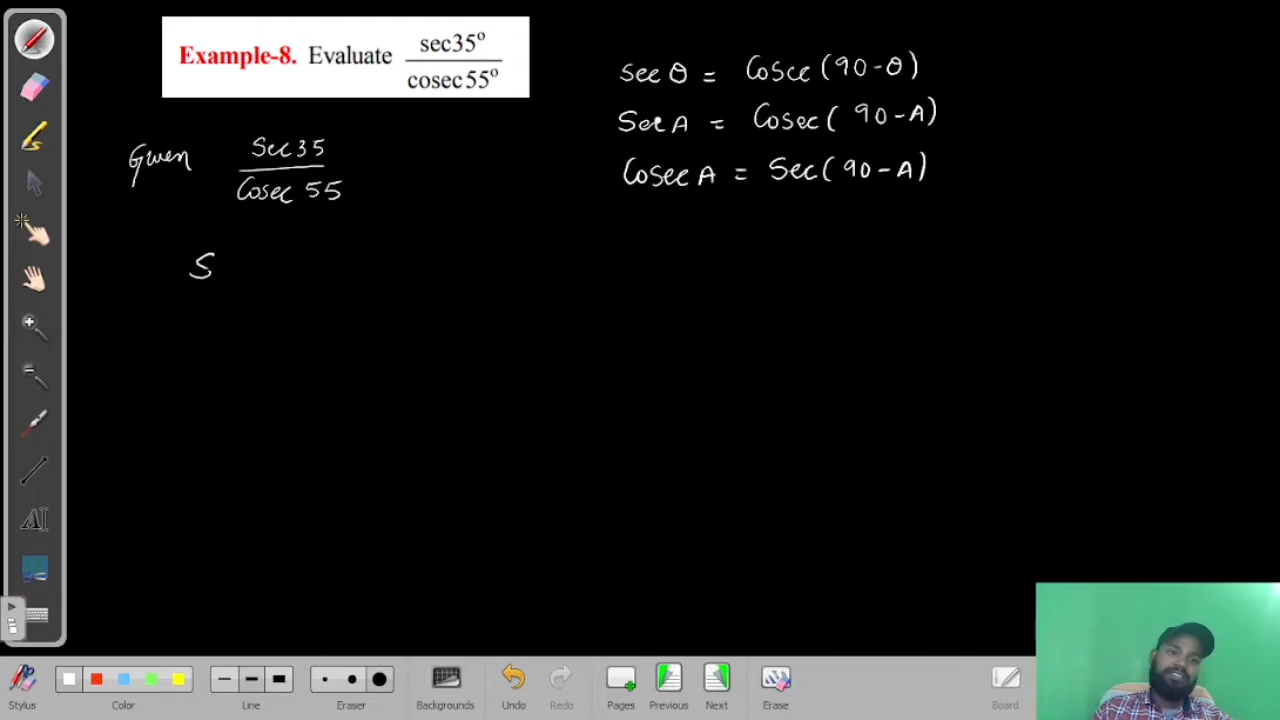 Example-8. Evaluate sec35° / cosec55°
sec θ = Cosec (90-θ)
Sec A = Cosec ( 90-A)
Cosec A = Sec( 90-A)
Given Sec 35 / Cosec 55
S
Stylus
Color
Line
Eraser
Backgrounds
Undo
Redo
Pages
Previous
Next
Erase
Board